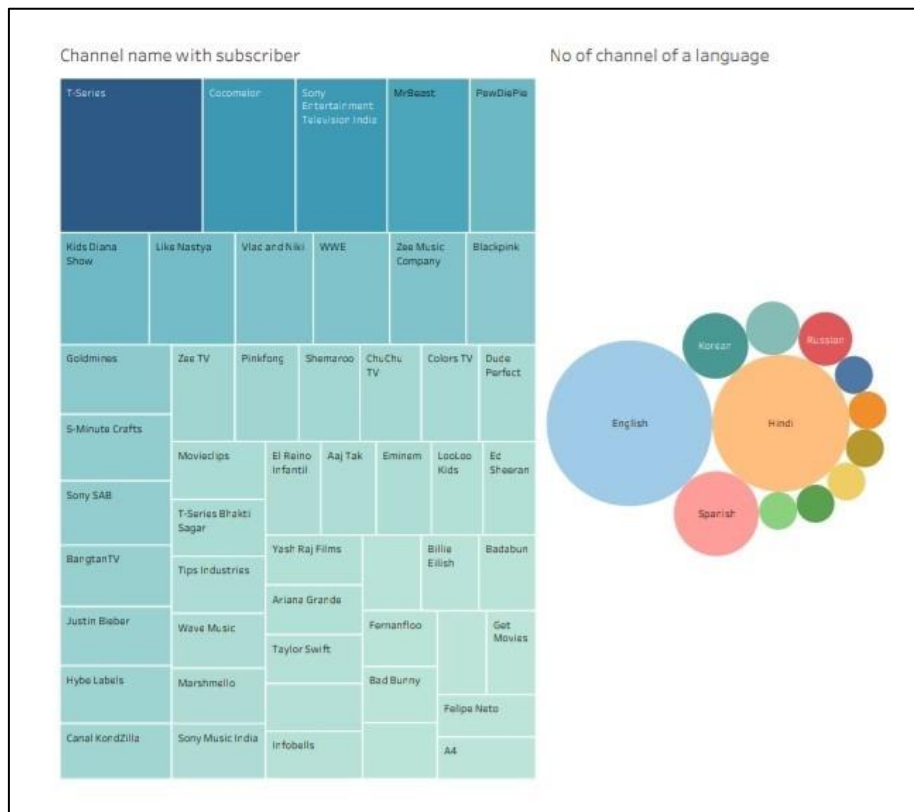 Channel name with subscriber
No of channel of a language
T-Series
Cocomelon
Sony
Entertainment
Television India
MrBeast
PewDiePie
Kids Diana
Show
Like Nastya
Vlad and Niki
WWE
Zee Music
Company
Blackpink
Goldmines
Zee TV
Pinkfong
Shemaroo
ChuChu
TV
Colors TV
Dude
Perfect
5-Minute Crafts
Movieclips
El Reino
Infantil
Aaj Tak
Eminem
LooLoo
Kids
Ed
Sheeran
Sony SAB
T-Series Bhakti
Sagar
BangtanTV
Tips Industries
Yash Raj Films
Billie
Eilish
Badabun
Ariana Grande
Justin Bieber
Wave Music
Taylor Swift
Fernanfloo
Get
Movies
Hybe Labels
Marshmello
Bad Bunny
Felipe Neto
Canal KondZilla
Sony Music India
Infobells
A4
Korean
Russian
English
Hindi
Spanish